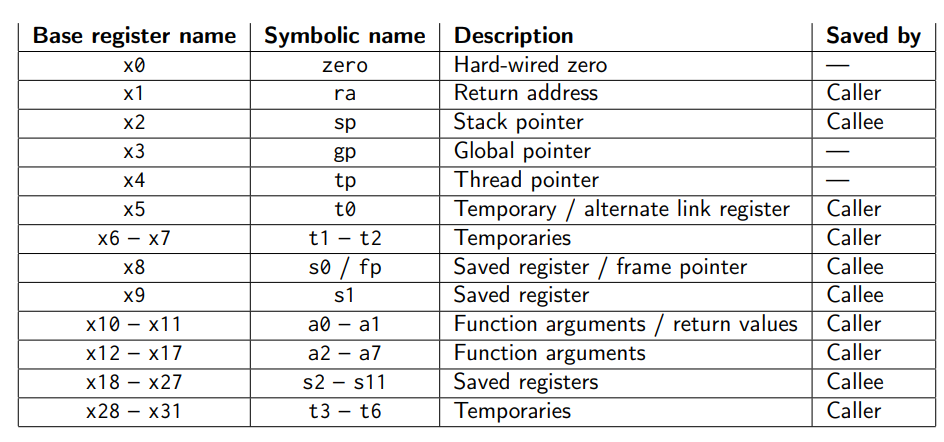 Base register name Symbolic name Description Saved by
x0 zero Hard-wired zero —
x1 ra Return address Caller
x2 sp Stack pointer Callee
x3 gp Global pointer —
x4 tp Thread pointer —
x5 t0 Temporary / alternate link register Caller
x6 – x7 t1 – t2 Temporaries Caller
x8 s0 / fp Saved register / frame pointer Callee
x9 s1 Saved register Callee
x10 – x11 a0 – a1 Function arguments / return values Caller
x12 – x17 a2 – a7 Function arguments Caller
x18 – x27 s2 – s11 Saved registers Callee
x28 – x31 t3 – t6 Temporaries Caller